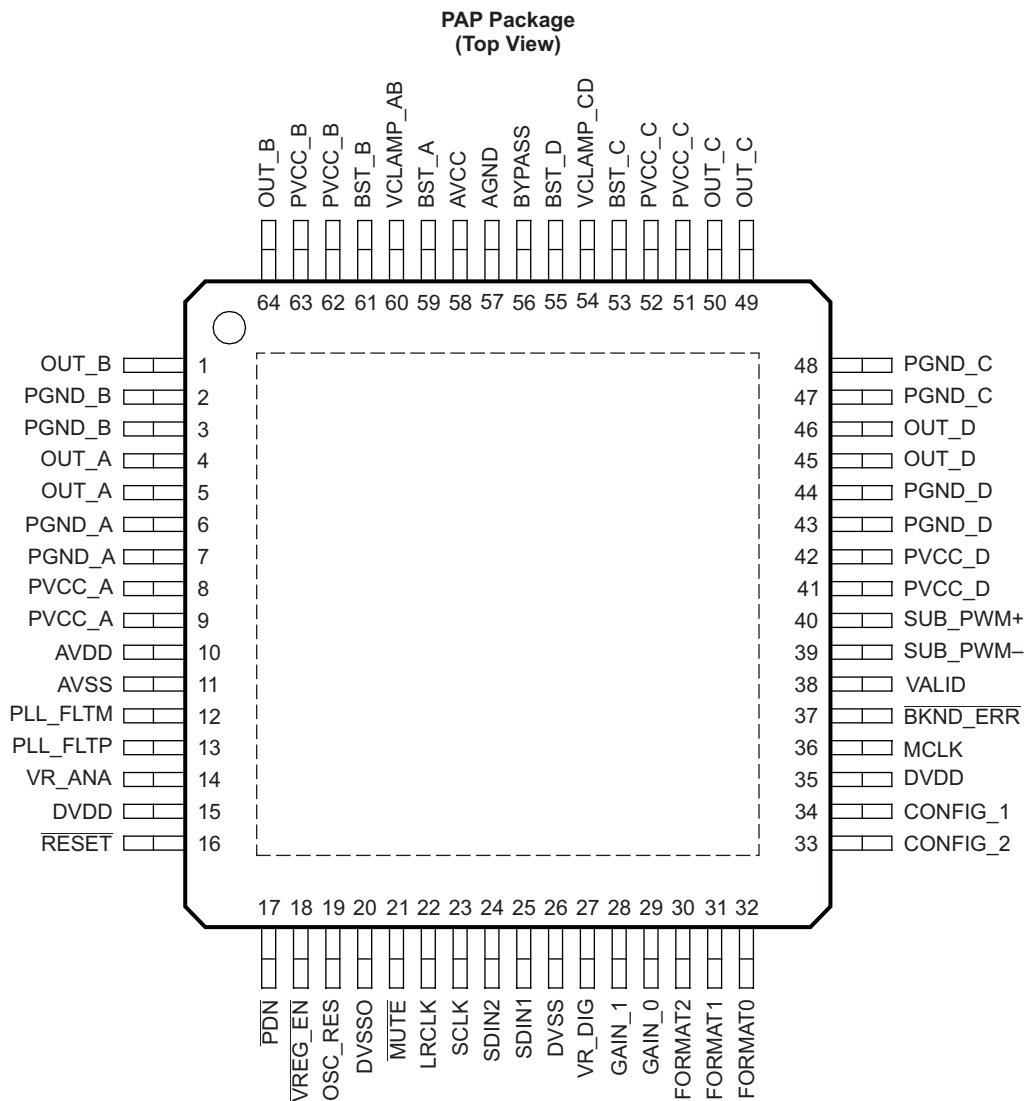 PAP Package
(Top View)
OUT_B
PVCC_B
PVCC_B
BST_B
VCLAMP_AB
BST_A
AVCC
AGND
BYPASS
BST_D
VCLAMP_CD
BST_C
PVCC_C
PVCC_C
OUT_C
OUT_C
64 63 62 61 60 59 58 57 56 55 54 53 52 51 50 49
OUT_B 1 48 PGND_C
PGND_B 2 47 PGND_C
PGND_B 3 46 OUT_D
OUT_A 4 45 OUT_D
OUT_A 5 44 PGND_D
PGND_A 6 43 PGND_D
PGND_A 7 42 PVCC_D
PVCC_A 8 41 PVCC_D
PVCC_A 9 40 SUB_PWM+
AVDD 10 39 SUB_PWM–
AVSS 11 38 VALID
PLL_FLTM 12 37 BKND_ERR
PLL_FLTP 13 36 MCLK
VR_ANA 14 35 DVDD
DVDD 15 34 CONFIG_1
RESET 16 33 CONFIG_2
17 18 19 20 21 22 23 24 25 26 27 28 29 30 31 32
PDN
VREG_EN
OSC_RES
DVSSO
MUTE
LRCLK
SCLK
SDIN2
SDIN1
DVSS
VR_DIG
GAIN_1
GAIN_0
FORMAT2
FORMAT1
FORMAT0